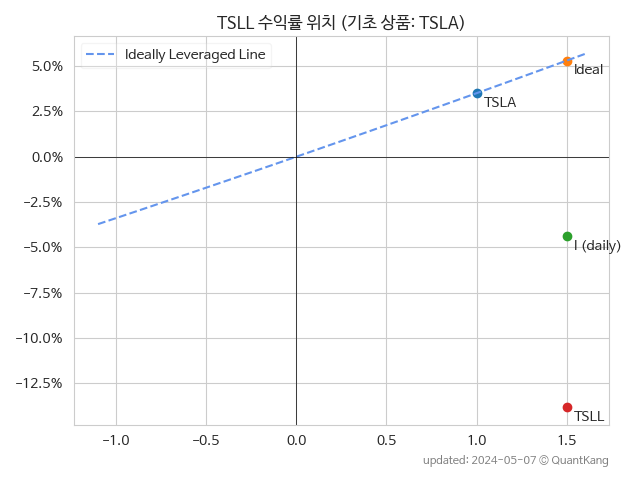 TSLL 수익률 위치 (기초 상품: TSLA)
Ideally Leveraged Line
5.0%
2.5%
0.0%
−2.5%
−5.0%
−7.5%
−10.0%
−12.5%
Ideal
TSLA
I (daily)
TSLL
−1.0 −0.5 0.0 0.5 1.0 1.5
updated: 2024-05-07 © QuantKang